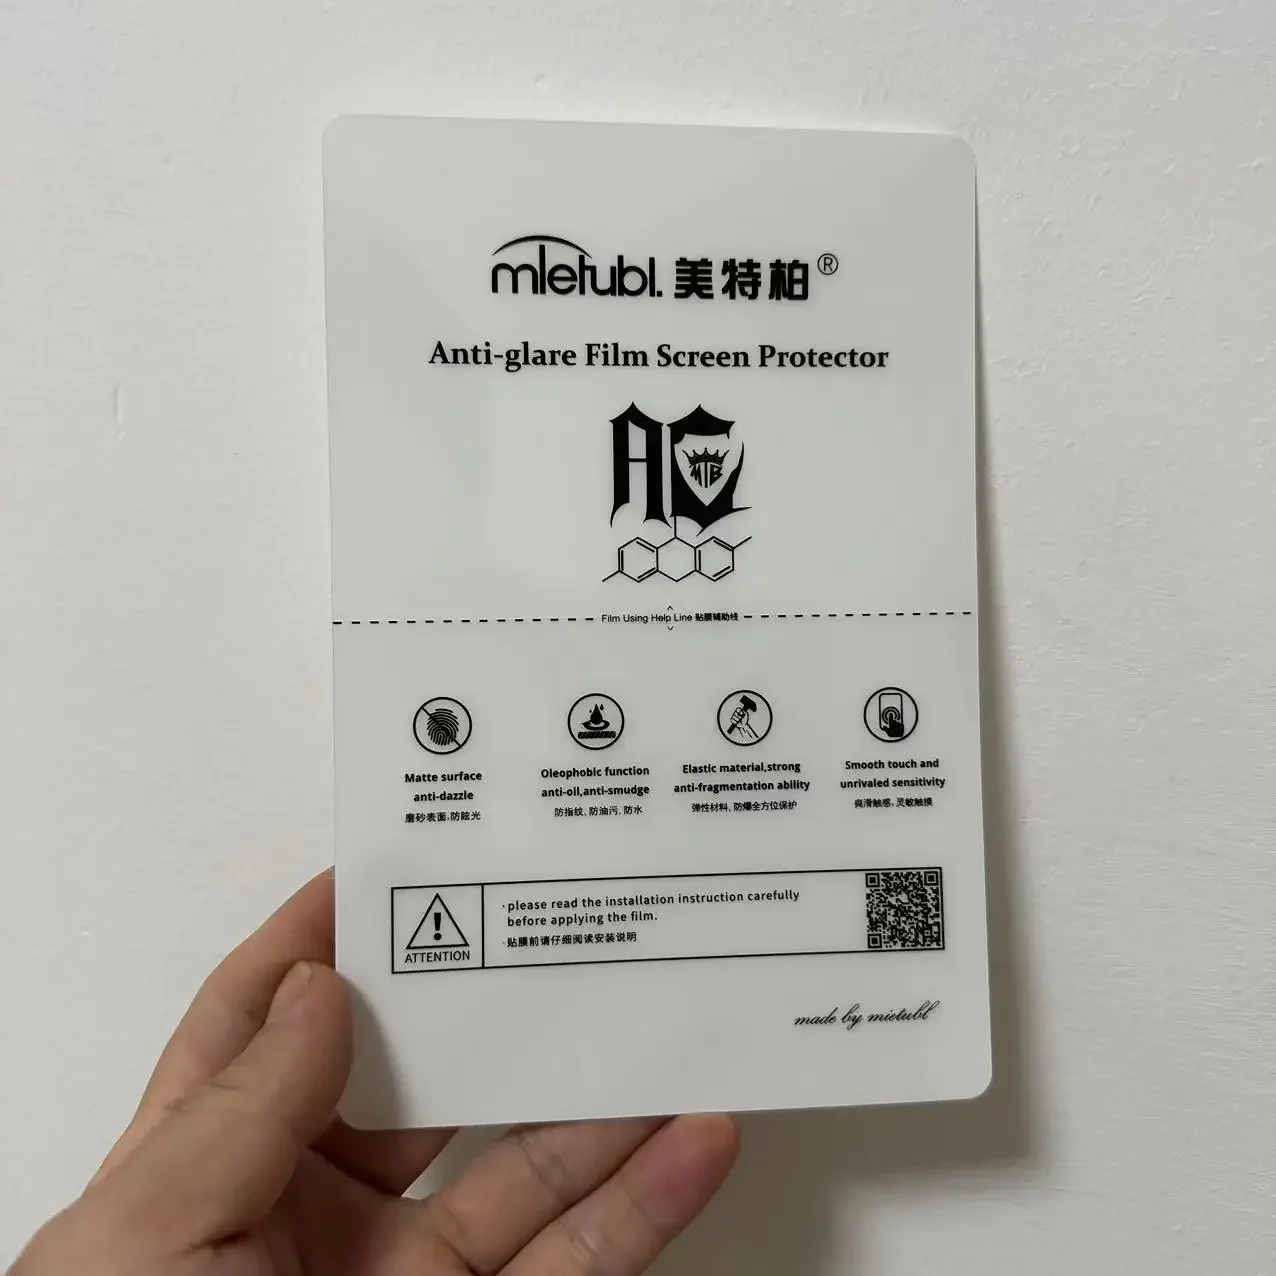 mietubl. 美特柏®
Anti-glare Film Screen Protector
AG
MTB
Film Using Help Line 贴膜辅助线
Matte surface
anti-dazzle
磨砂表面,防眩光
Oleophobic function
anti-oil,anti-smudge
防指纹, 防油污, 防水
Elastic material,strong
anti-fragmentation ability
弹性材料, 防爆全方位保护
Smooth touch and
unrivaled sensitivity
爽滑触感, 灵敏触摸
ATTENTION
·please read the installation instruction carefully
before applying the film.
·贴膜前请仔细阅读安装说明
made by mietubl